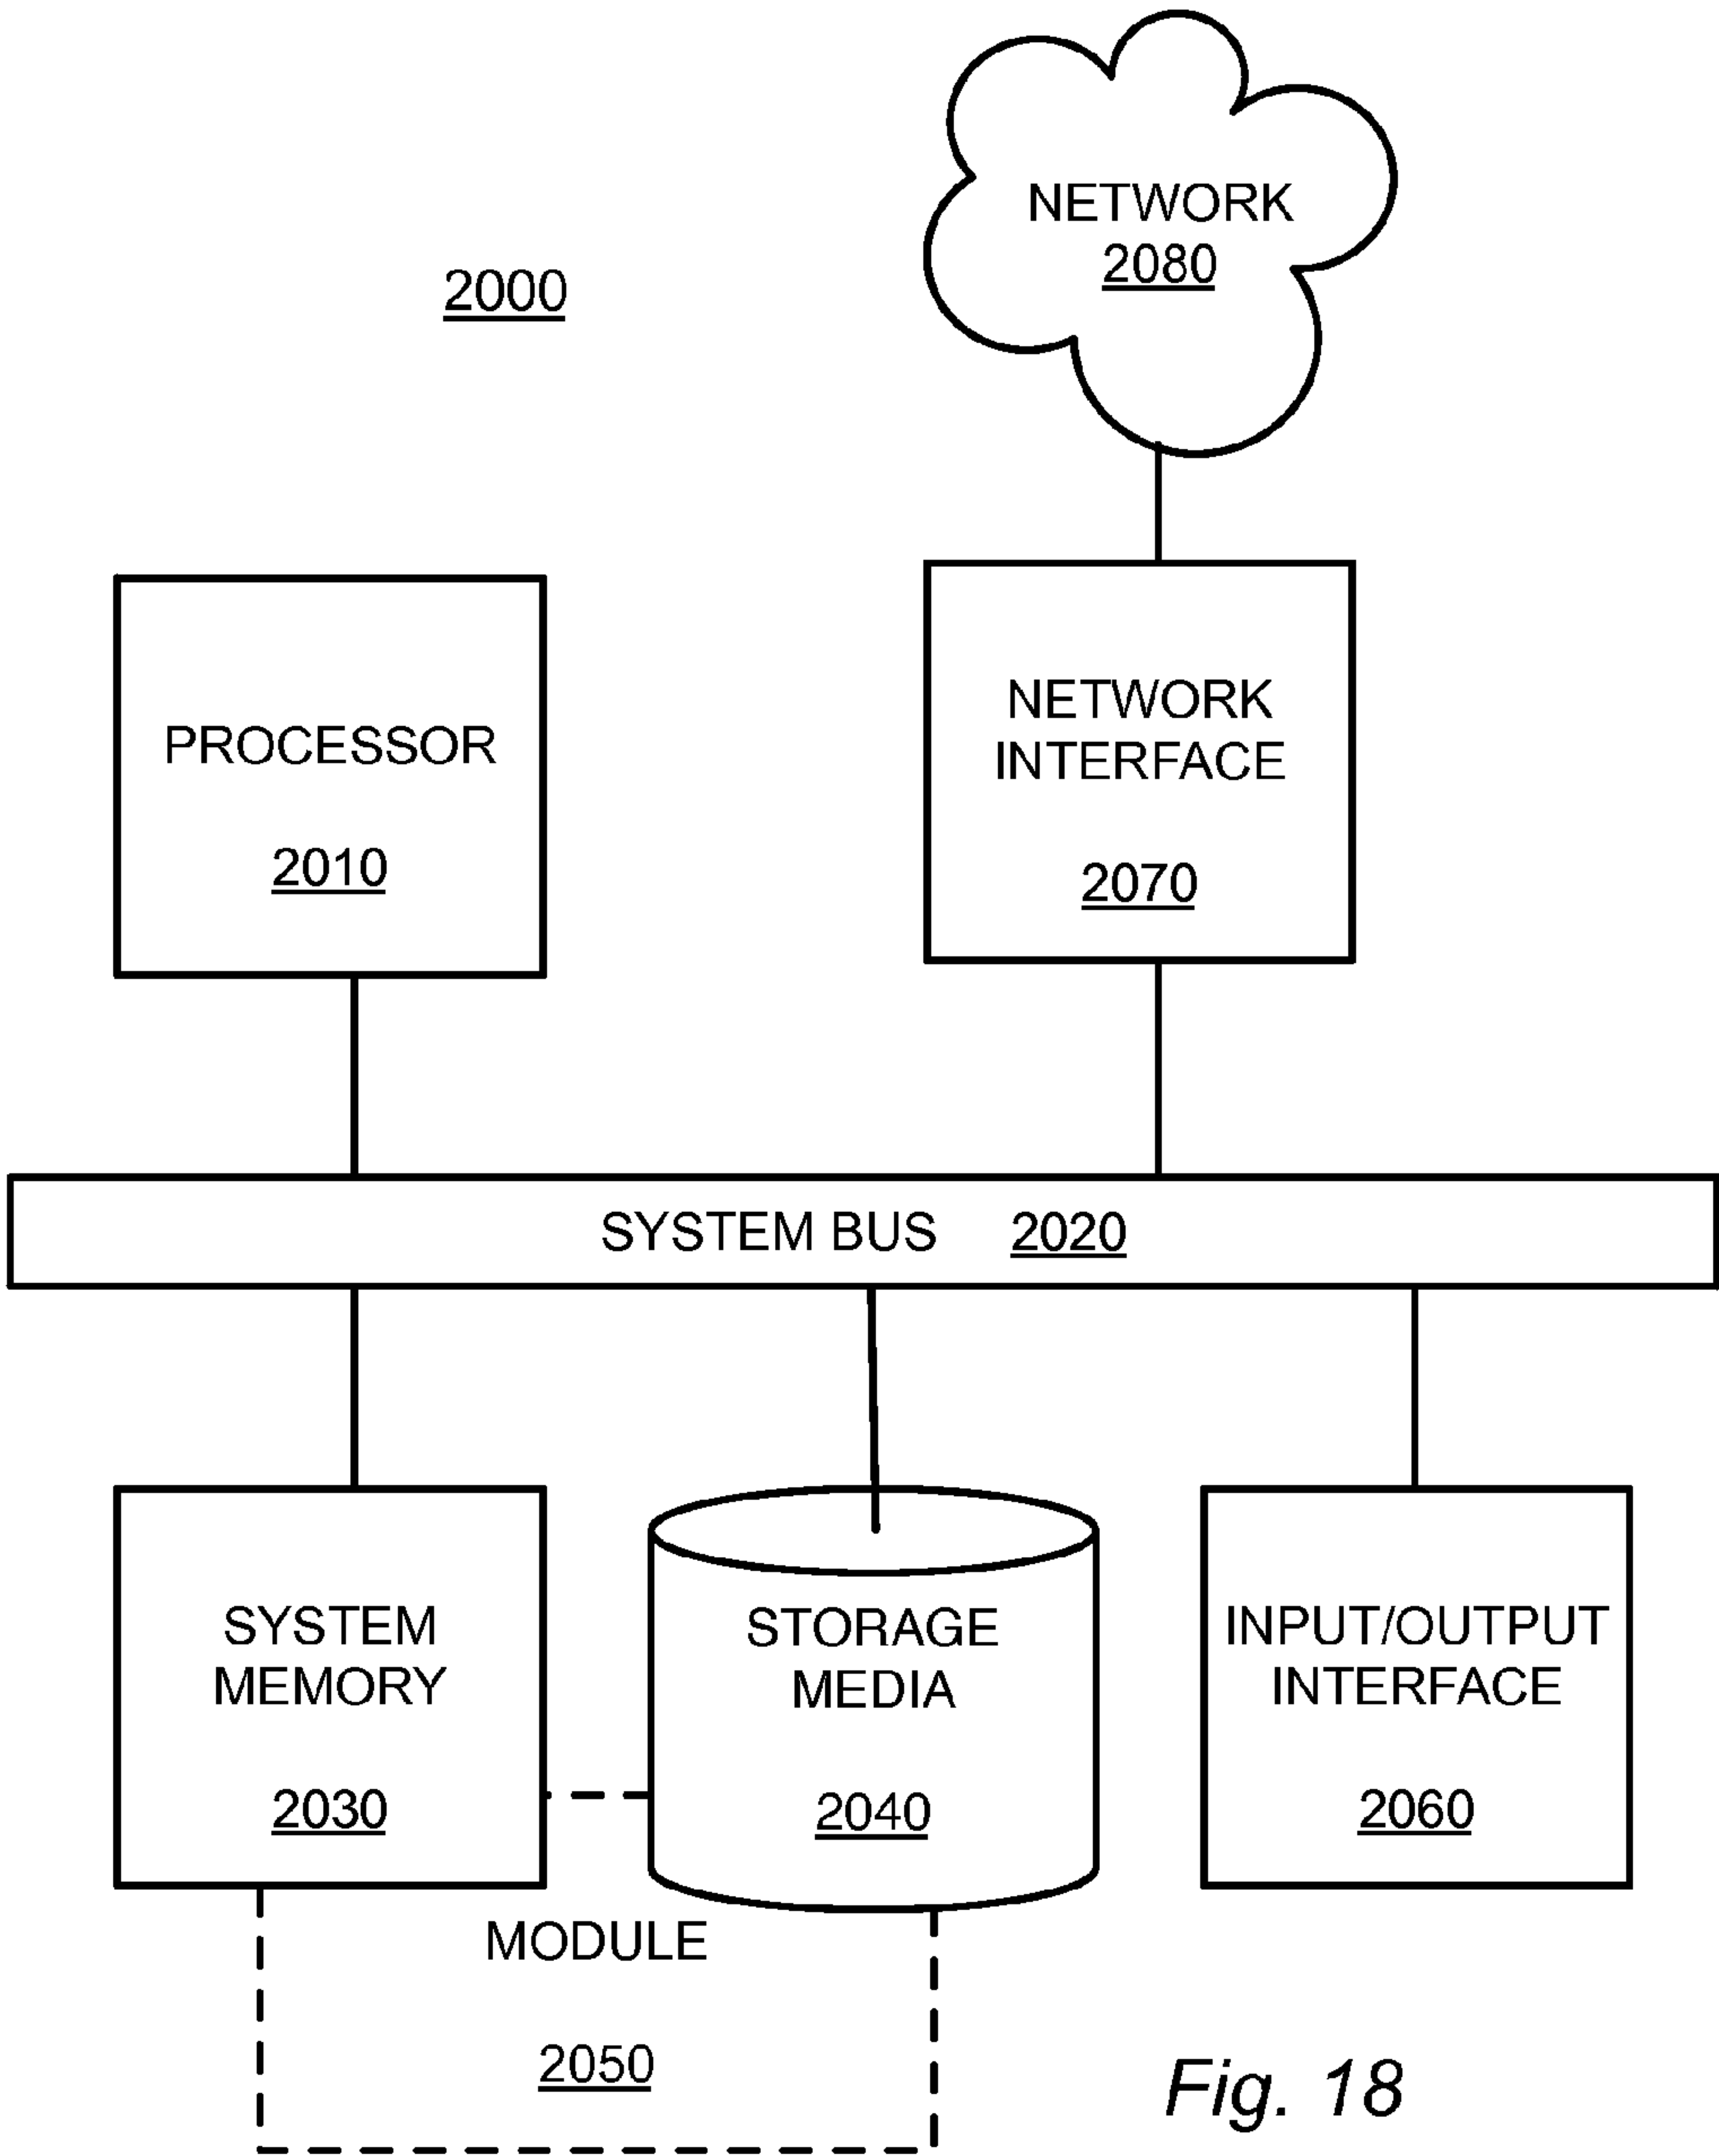 NETWORK
2080
2000
PROCESSOR
2010
NETWORK
INTERFACE
2070
SYSTEM BUS 2020
SYSTEM
MEMORY
2030
STORAGE
MEDIA
2040
INPUT/OUTPUT
INTERFACE
2060
MODULE
2050
Fig. 18